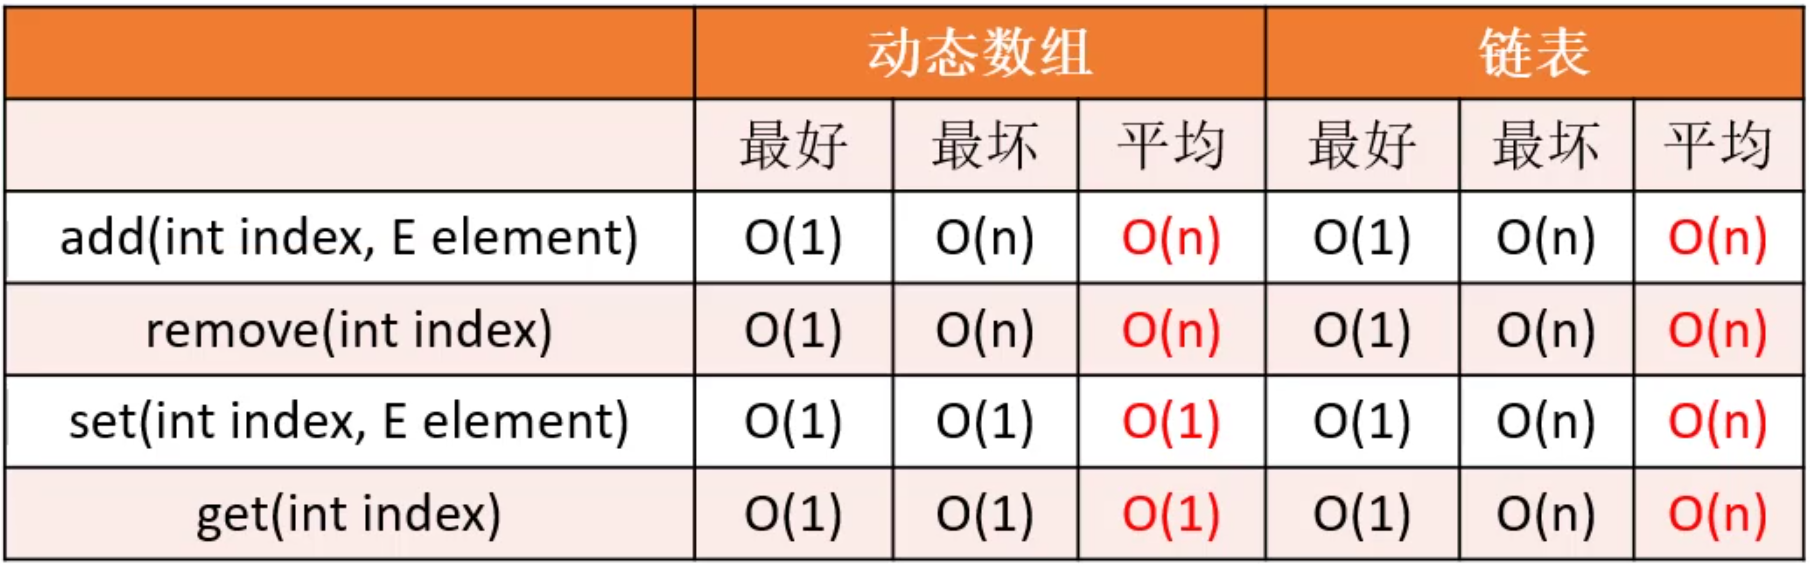 动态数组 链表
最好 最坏 平均 最好 最坏 平均
add(int index, E element) O(1) O(n) O(n) O(1) O(n) O(n)
remove(int index) O(1) O(n) O(n) O(1) O(n) O(n)
set(int index, E element) O(1) O(1) O(1) O(1) O(n) O(n)
get(int index) O(1) O(1) O(1) O(1) O(n) O(n)